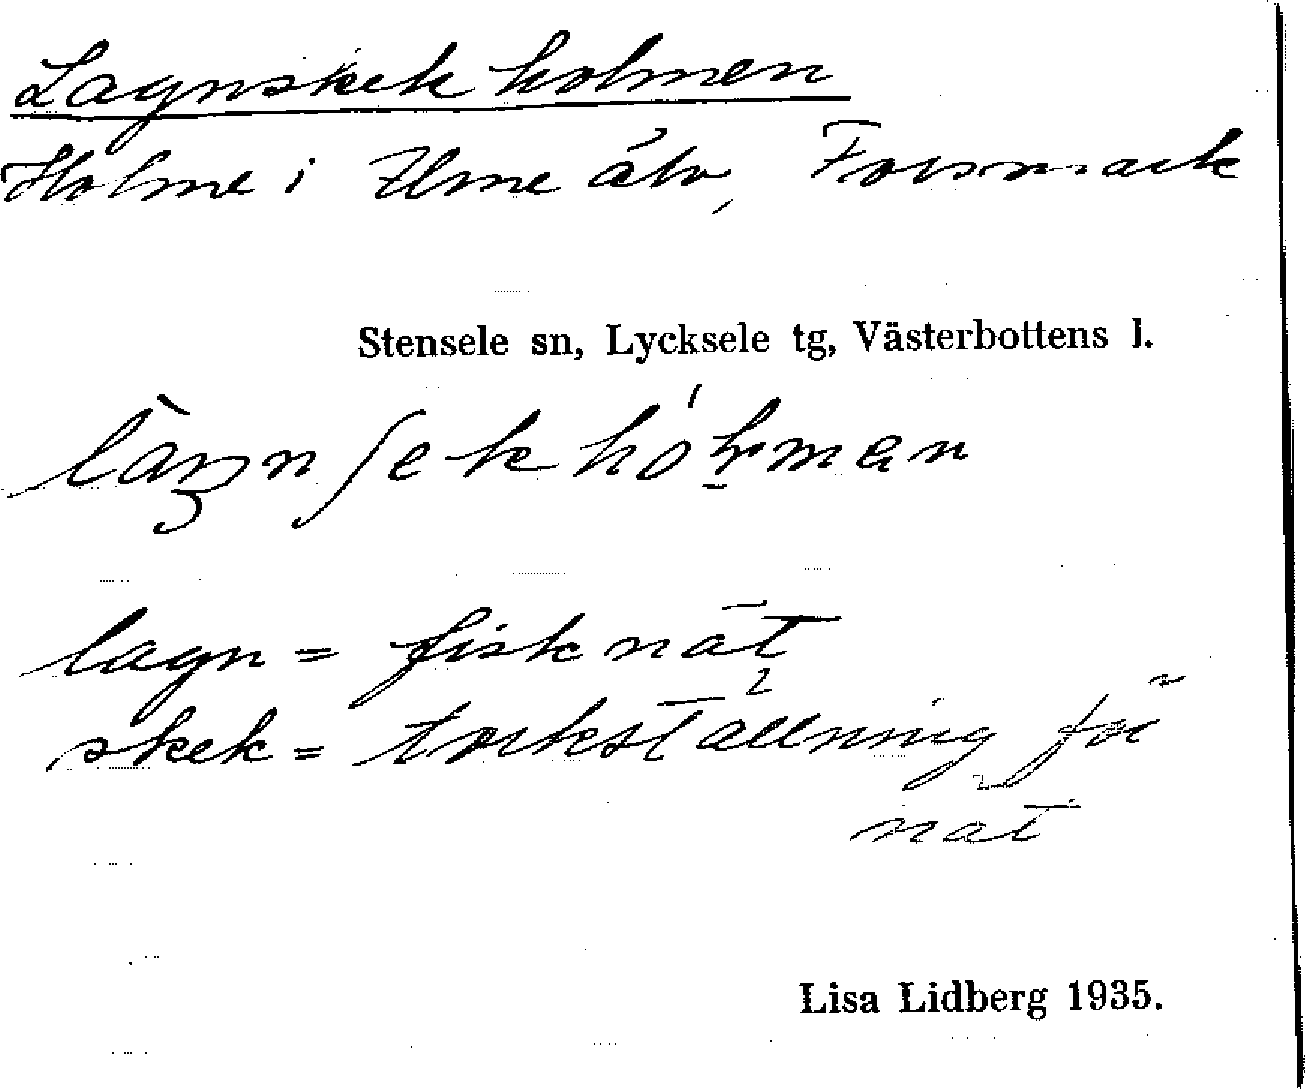 Lagnskekholmen
Holme i Ume älv, Forsmark
Stensele sn, Lycksele tg, Västerbottens l.
lagn = fisknät
skek = torkställning för
nät
Lisa Lidberg 1935.